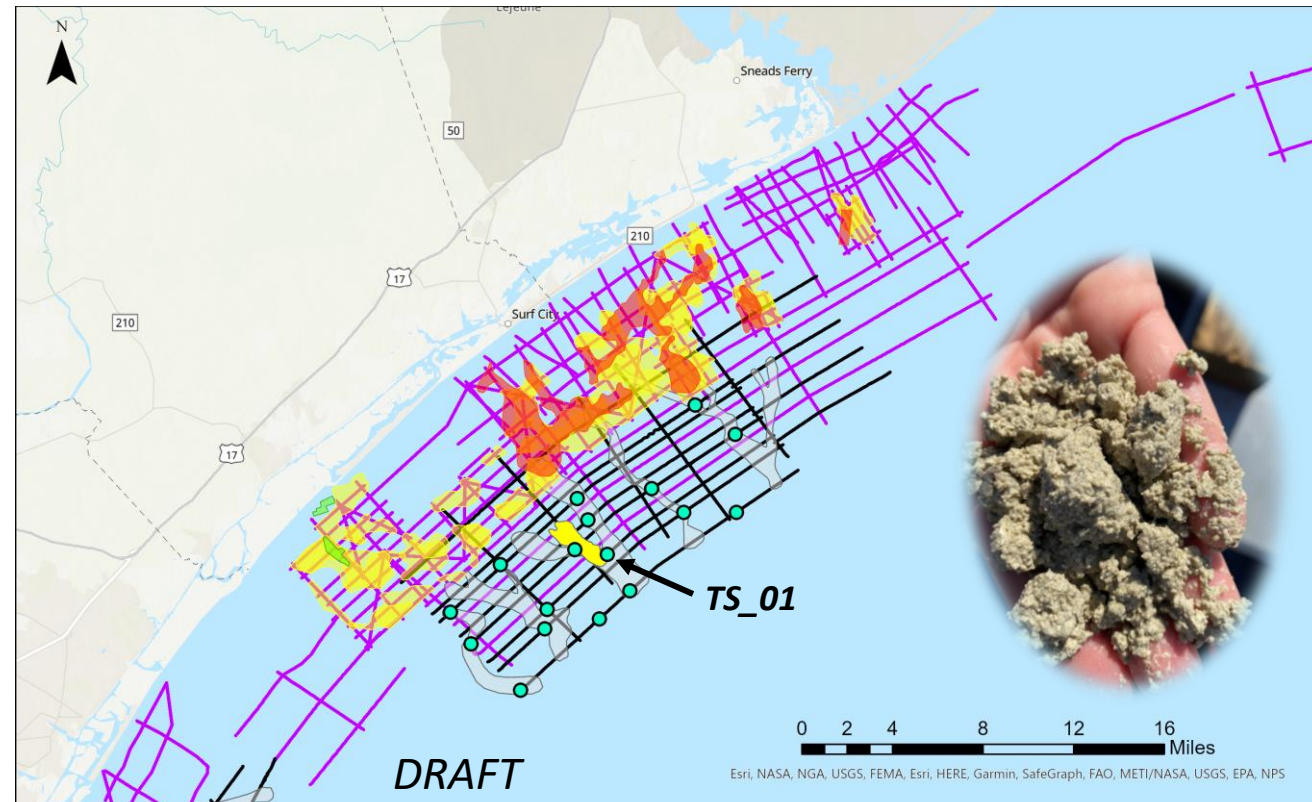 Lejeune
N
Sneads Ferry
50
210
17
Surf City
210
17
TS_01
0 2 4 8 12 16
Miles
DRAFT
Esri, NASA, NGA, USGS, FEMA, Esri, HERE, Garmin, SafeGraph, FAO, METI/NASA, USGS, EPA, NPS